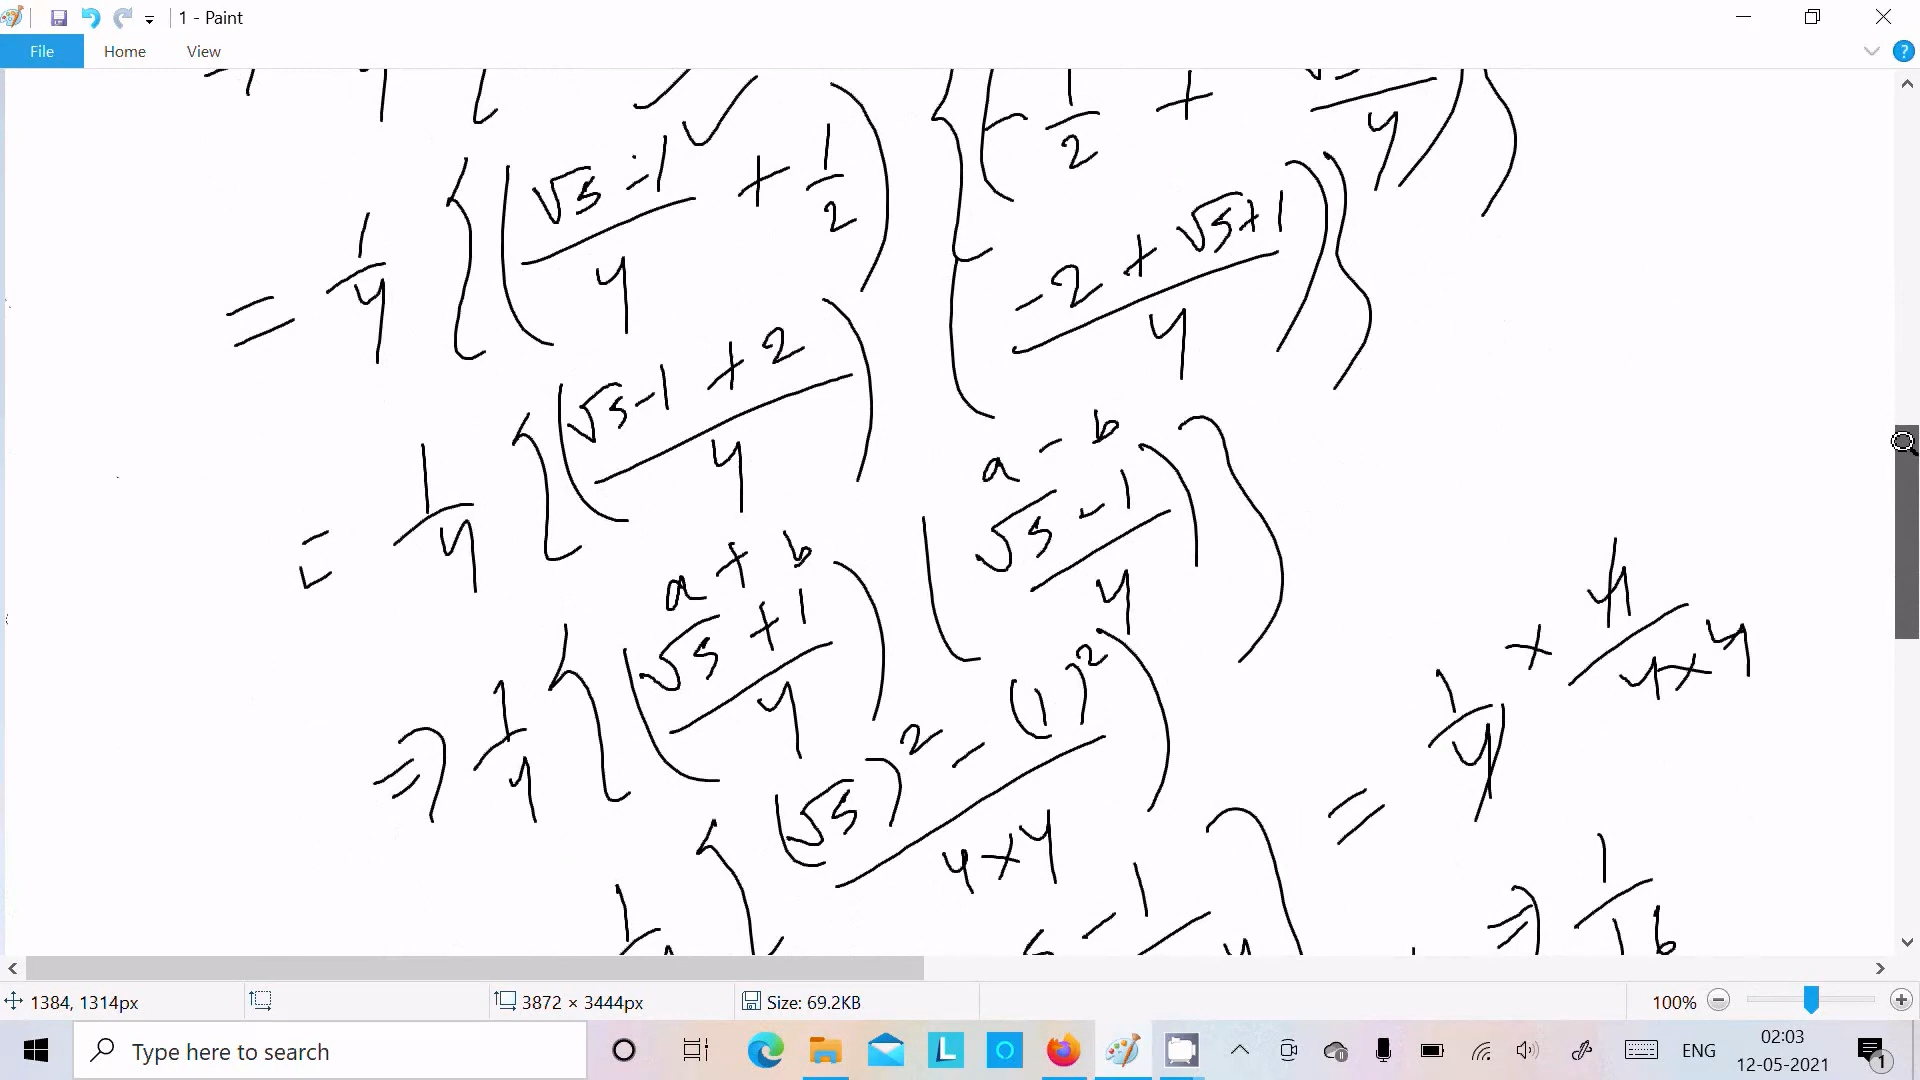 1 - Paint
File Home View
{(-1/2 + √5
/4)}
= 1/4 {((√5 -1)/4 + 1/2)
{((-2 + √5+1)/4)}
= 1/4 {((√5-1 + 2)/4)
a - b
((√5 - 1)/4)}
a + b
⇒ 1/4 {((√5 + 1)/4)
((√5)² - (1)²)/(4×4)
= 1/4 × 4/(4×4)
⇒ 1/16
1384, 1314px
3872 × 3444px
Size: 69.2KB
100%
Type here to search
ENG
02:03
12-05-2021
1